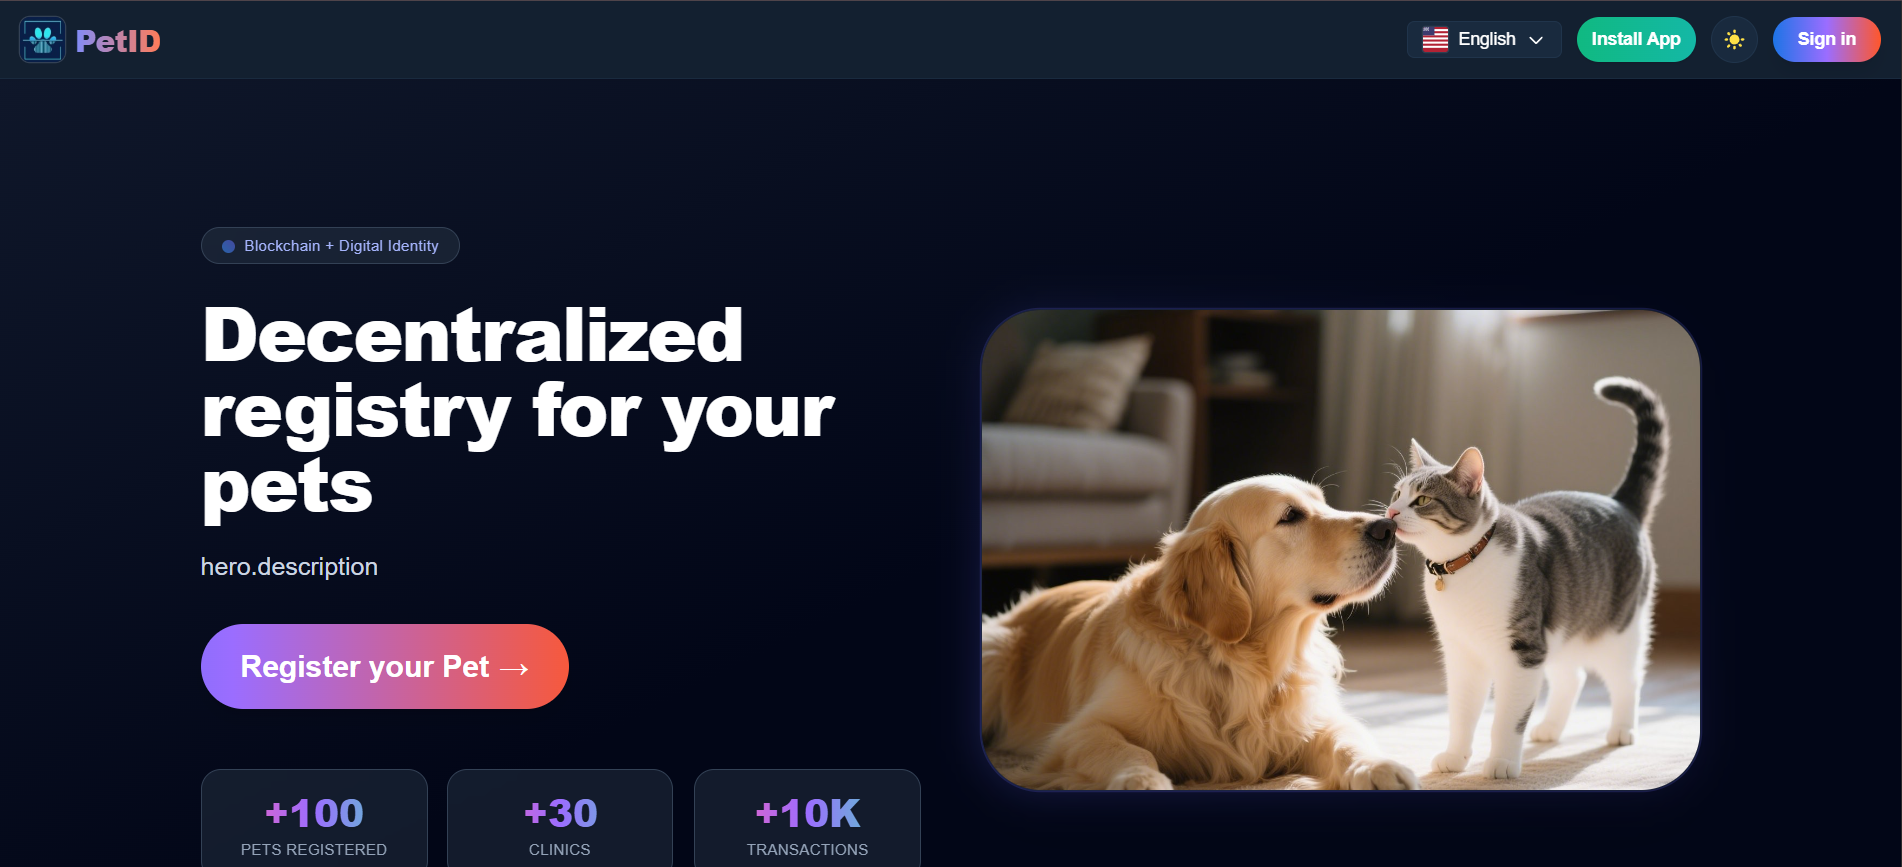 PetID
English
Install App
Sign in
Blockchain + Digital Identity
Decentralized
registry for your
pets
hero.description
Register your Pet →
+100
PETS REGISTERED
+30
CLINICS
+10K
TRANSACTIONS